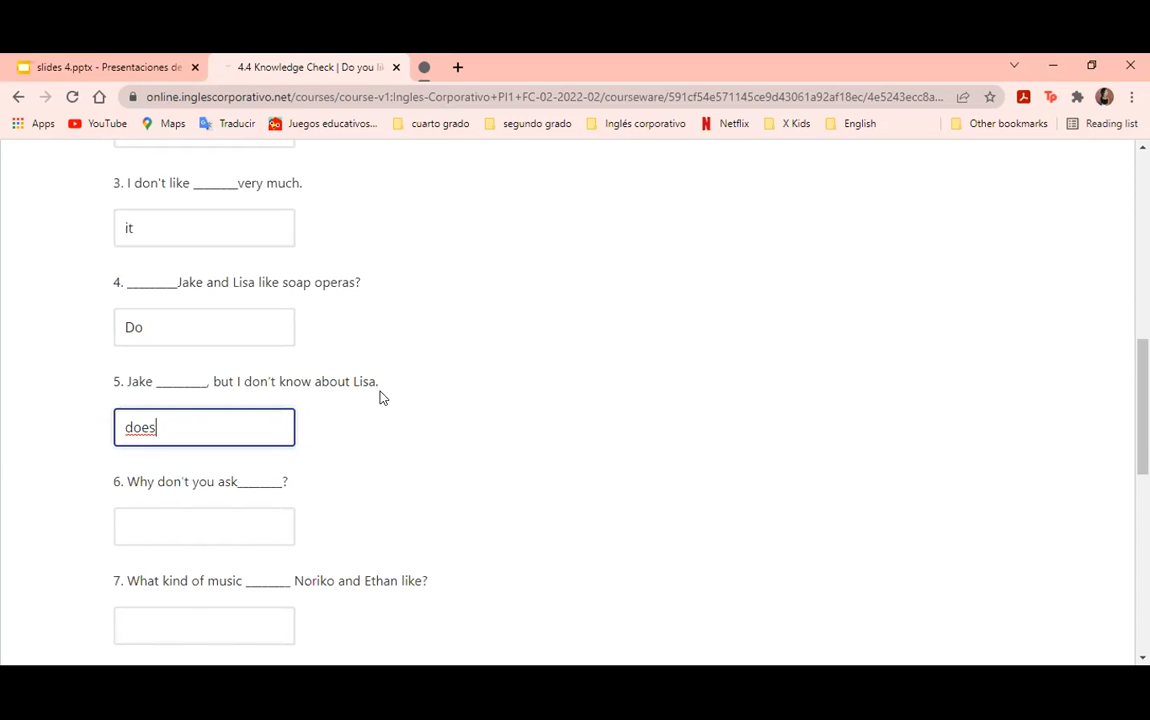 slides 4.pptx - Presentaciones de
4.4 Knowledge Check | Do you li
online.inglescorporativo.net/courses/course-v1:Ingles-Corporativo+PI1+FC-02-2022-02/courseware/591cf54e571145ce9d43061a92af18ec/4e5243ecc8a...
Apps YouTube Maps Traducir Juegos educativos... cuarto grado segundo grado Inglés corporativo Netflix X Kids English Other bookmarks Reading list
3. I don't like ________very much.
it
4. _________Jake and Lisa like soap operas?
Do
5. Jake _________, but I don't know about Lisa.
does
6. Why don't you ask________?
7. What kind of music ________ Noriko and Ethan like?